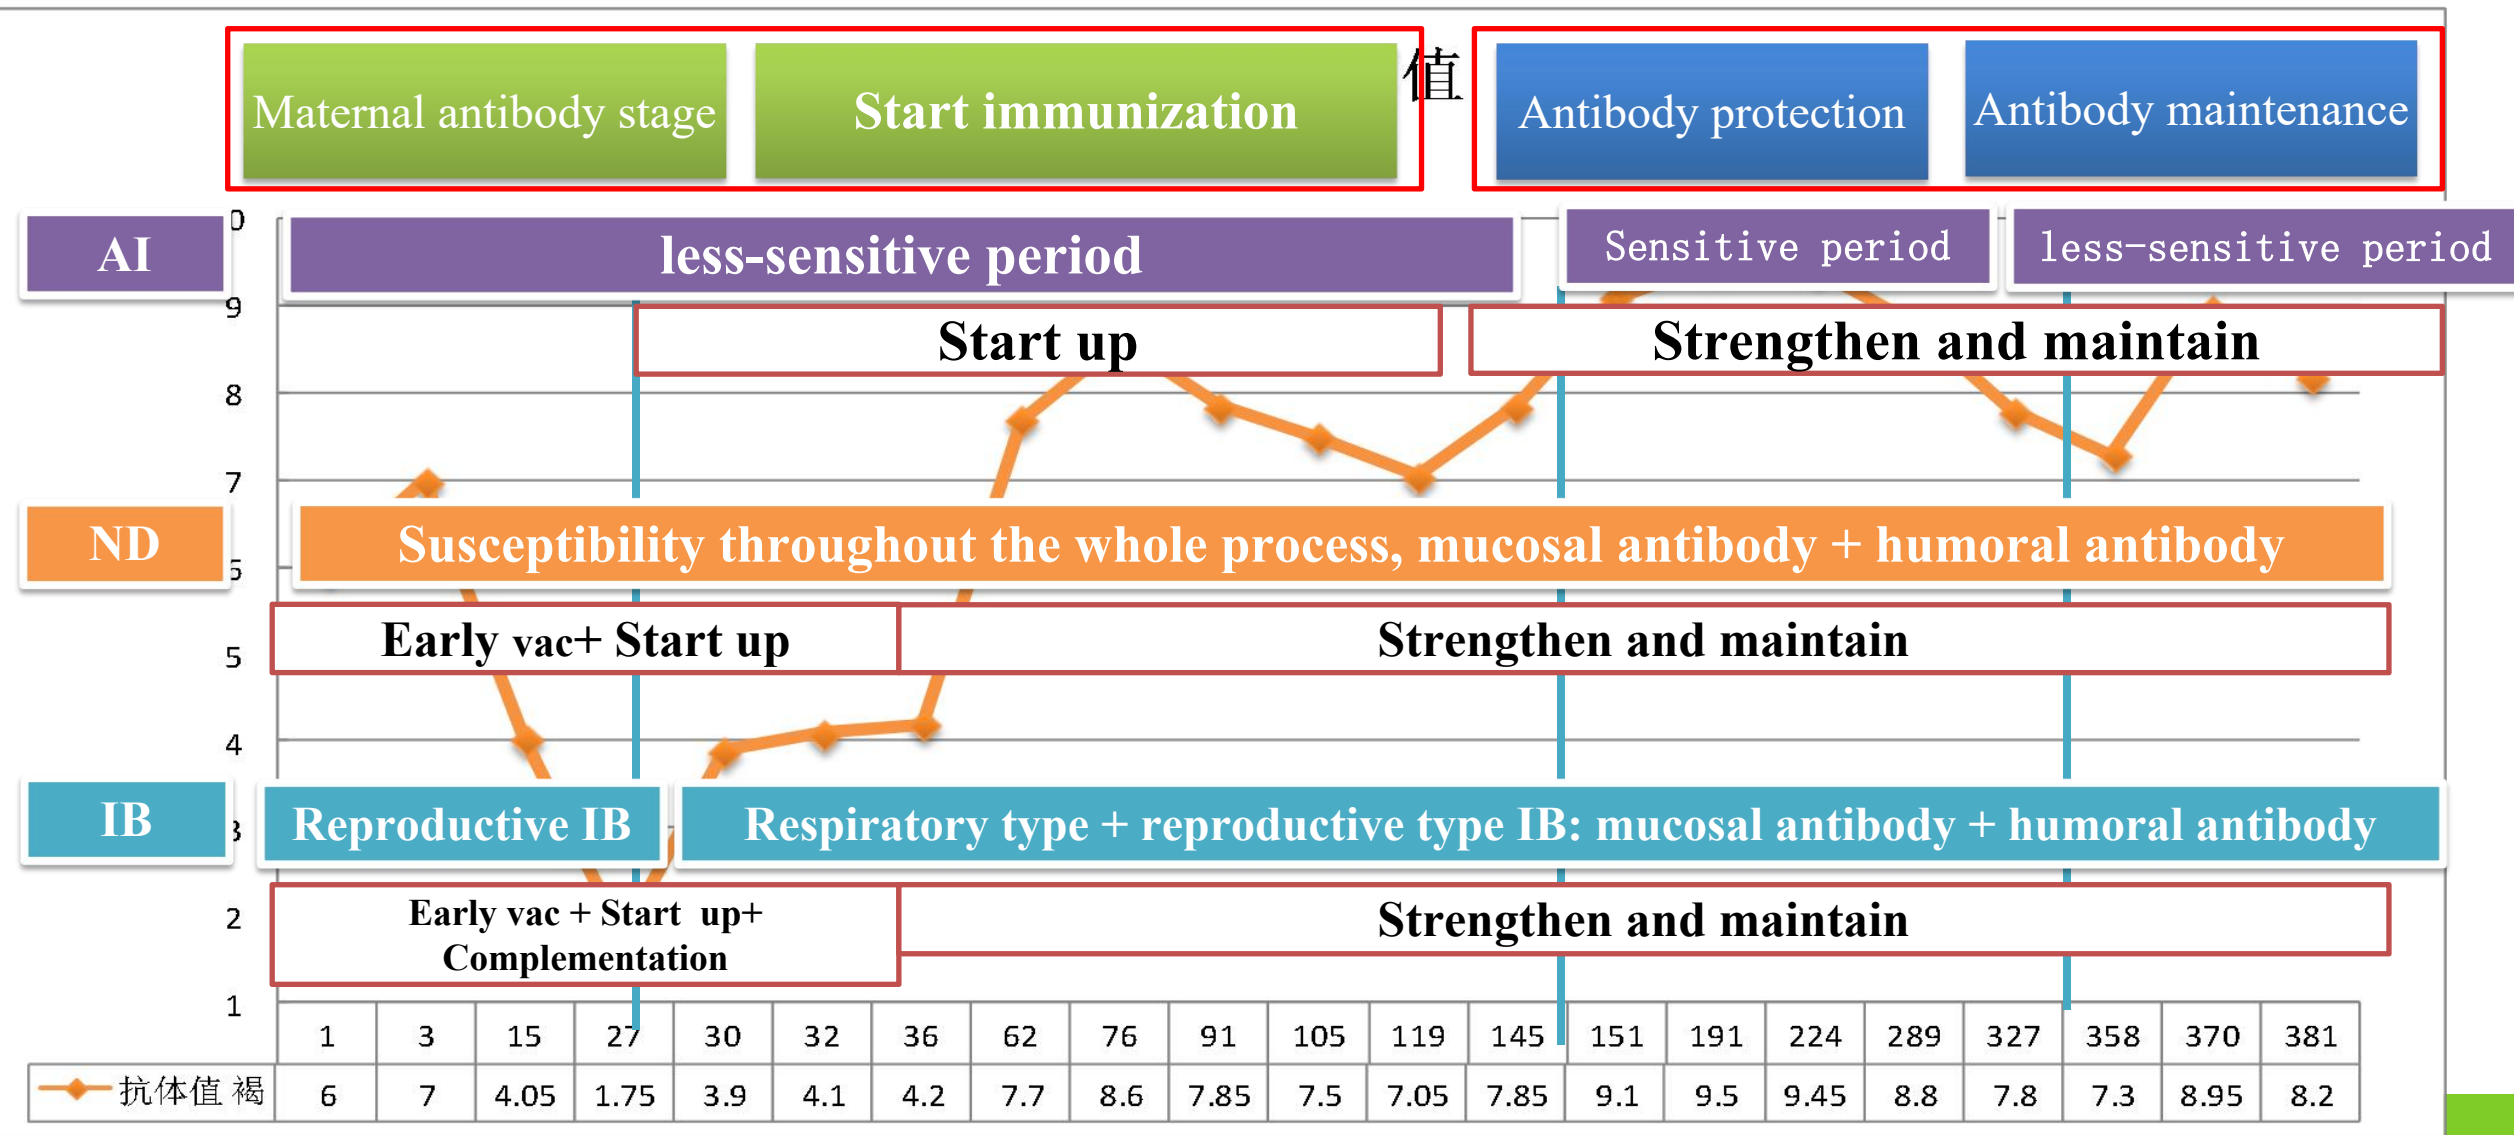 Maternal antibody stage
Start immunization
值
Antibody protection
Antibody maintenance
AI
less-sensitive period
Sensitive period
less-sensitive period
9
Start up
Strengthen and maintain
8
7
ND
Susceptibility throughout the whole process, mucosal antibody + humoral antibody
Early vac+ Start up
Strengthen and maintain
5
4
IB
Reproductive IB
Respiratory type + reproductive type IB: mucosal antibody + humoral antibody
3
Early vac + Start up+
Complementation
Strengthen and maintain
2
1
1 3 15 27 30 32 36 62 76 91 105 119 145 151 191 224 289 327 358 370 381
抗体值 褐 6 7 4.05 1.75 3.9 4.1 4.2 7.7 8.6 7.85 7.5 7.05 7.85 9.1 9.5 9.45 8.8 7.8 7.3 8.95 8.2